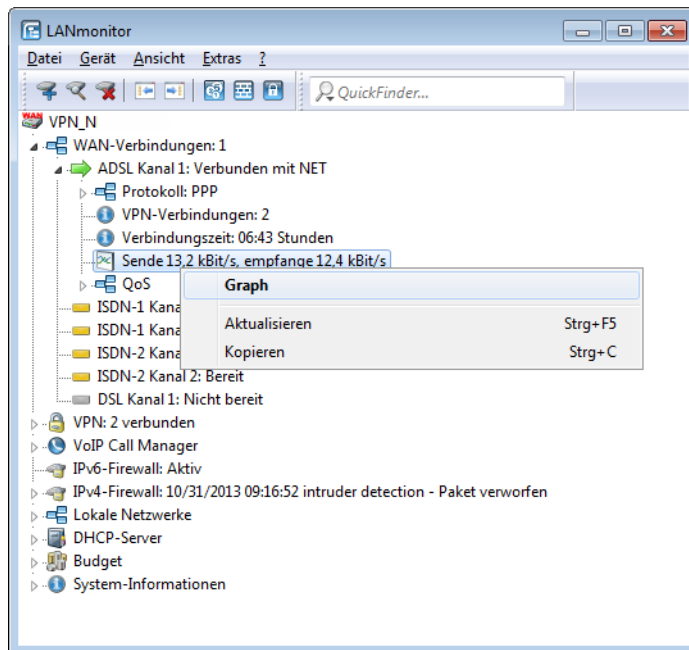 LANmonitor
Datei Gerät Ansicht Extras ?
QuickFinder...
WAN
VPN_N
WAN-Verbindungen: 1
ADSL Kanal 1: Verbunden mit NET
Protokoll: PPP
VPN-Verbindungen: 2
Verbindungszeit: 06:43 Stunden
Sende 13,2 kBit/s, empfange 12,4 kBit/s
QoS
Graph
ISDN-1 Kana
ISDN-1 Kana
Aktualisieren Strg+F5
ISDN-2 Kana
Kopieren Strg+C
ISDN-2 Kanal 2: Bereit
DSL Kanal 1: Nicht bereit
VPN: 2 verbunden
VoIP Call Manager
IPv6-Firewall: Aktiv
IPv4-Firewall: 10/31/2013 09:16:52 intruder detection - Paket verworfen
Lokale Netzwerke
DHCP-Server
Budget
System-Informationen